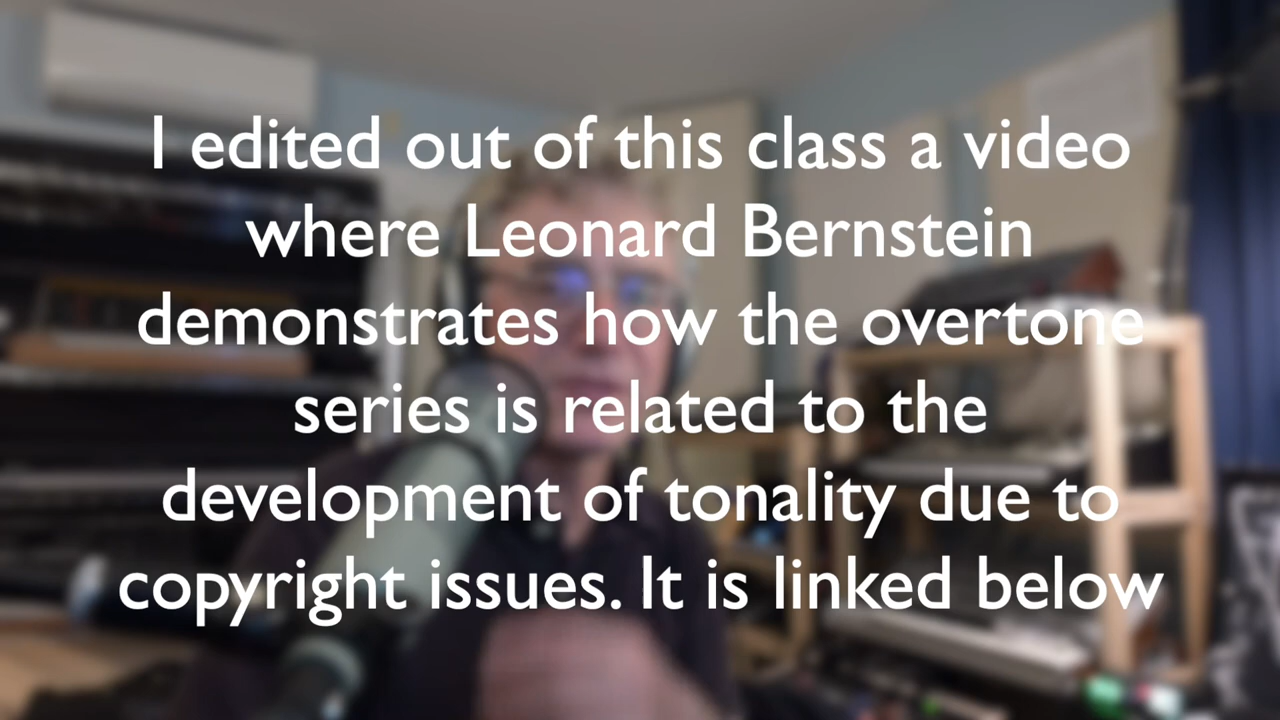 I edited out of this class a video
where Leonard Bernstein
demonstrates how the overtone
series is related to the
development of tonality due to
copyright issues. It is linked below